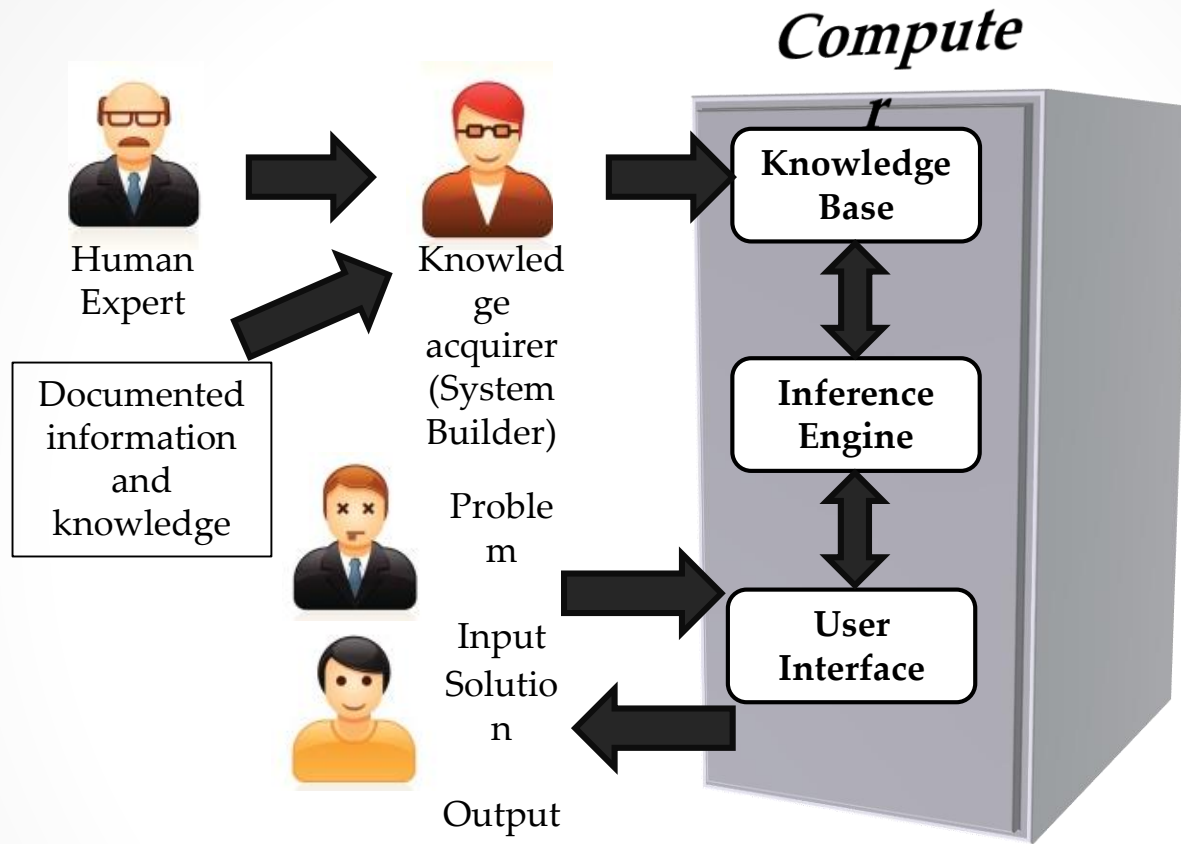 Compute
r
Knowledge
Base
Human
Expert
Knowled
ge
acquirer
(System
Builder)
Documented
information
and
knowledge
Inference
Engine
Proble
m
Input
Solutio
n
Output
User
Interface